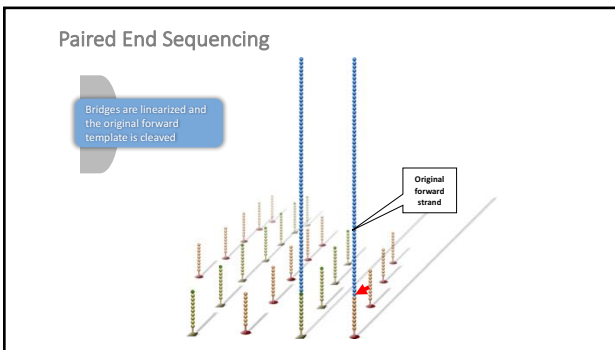 Paired End Sequencing
Bridges are linearized and
the original forward
template is cleaved
Original
forward
strand